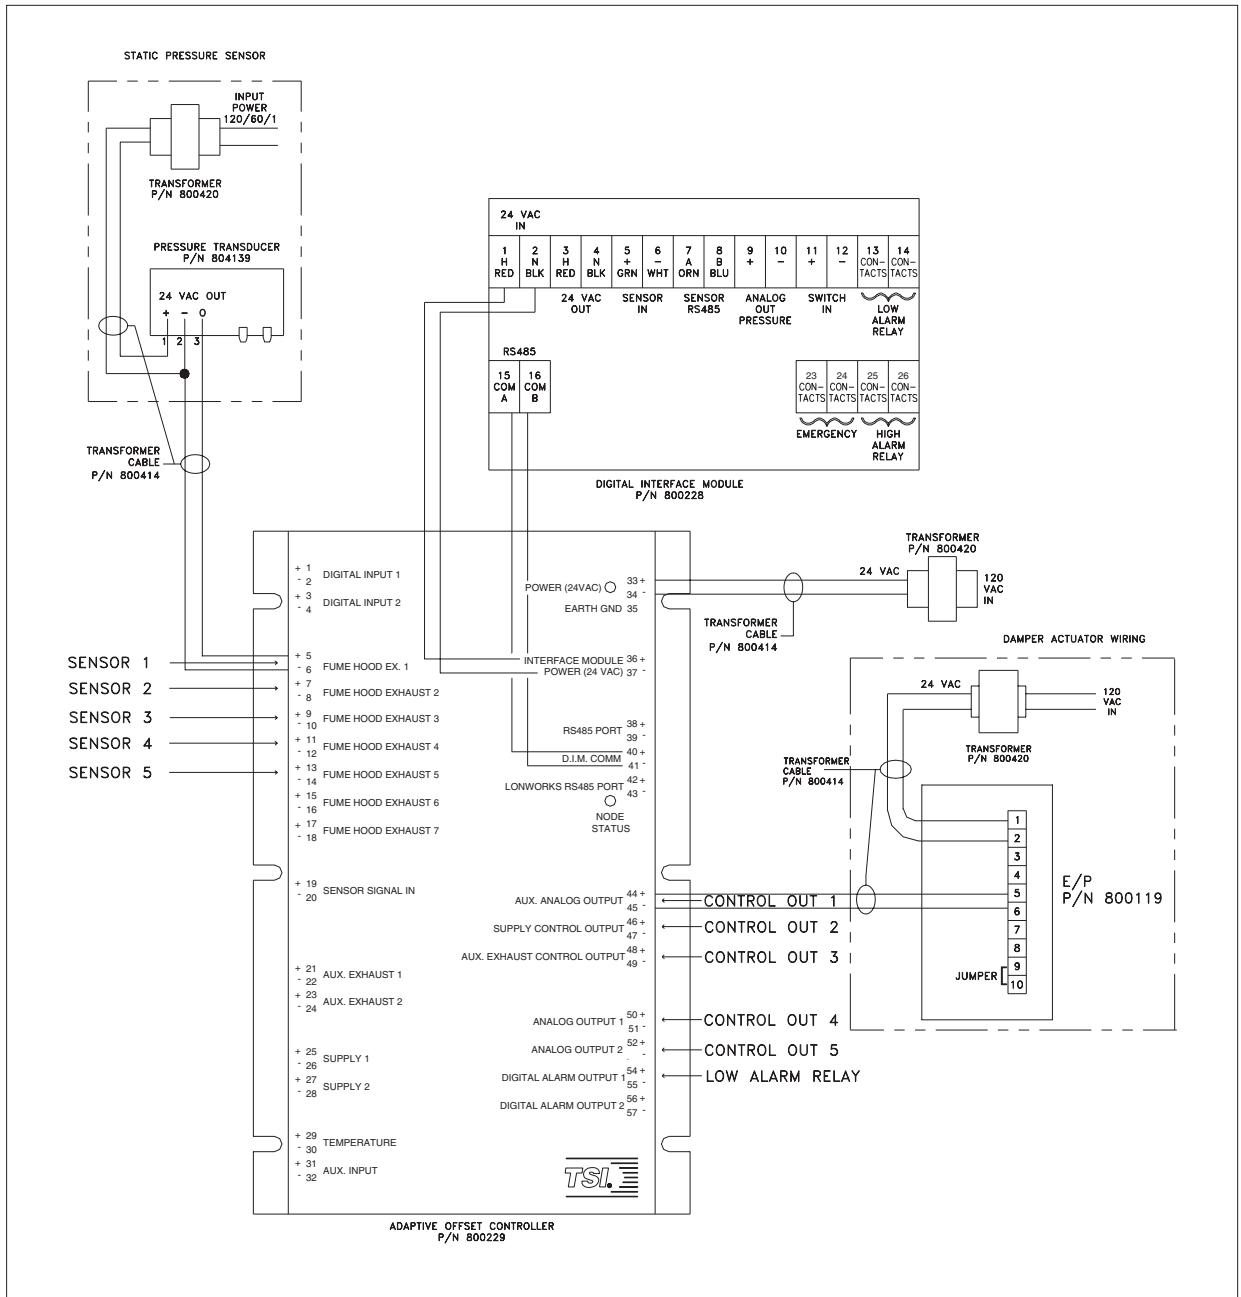 STATIC PRESSURE SENSOR
INPUT
POWER
120/60/1
TRANSFORMER
P/N 800420
PRESSURE TRANSDUCER
P/N 804139
24 VAC OUT
+ - O
1 2 3
TRANSFORMER
CABLE
P/N 800414
24 VAC
IN
1 H RED
2 N BLK
3 H RED
4 N BLK
5 + GRN
6 - WHT
7 A ORN
8 B BLU
9 +
10 -
11 +
12 -
13 CON-TACTS
14 CON-TACTS
24 VAC
OUT
SENSOR
IN
SENSOR
RS485
ANALOG
OUT
PRESSURE
SWITCH
IN
LOW
ALARM
RELAY
RS485
15 COM A
16 COM B
23 CON-TACTS
24 CON-TACTS
25 CON-TACTS
26 CON-TACTS
EMERGENCY
HIGH
ALARM
RELAY
DIGITAL INTERFACE MODULE
P/N 800228
SENSOR 1
SENSOR 2
SENSOR 3
SENSOR 4
SENSOR 5
+ 1
- 2
DIGITAL INPUT 1
+ 3
- 4
DIGITAL INPUT 2
+ 5
- 6
FUME HOOD EX. 1
+ 7
- 8
FUME HOOD EXHAUST 2
+ 9
- 10
FUME HOOD EXHAUST 3
+ 11
- 12
FUME HOOD EXHAUST 4
+ 13
- 14
FUME HOOD EXHAUST 5
+ 15
- 16
FUME HOOD EXHAUST 6
+ 17
- 18
FUME HOOD EXHAUST 7
+ 19
- 20
SENSOR SIGNAL IN
+ 21
- 22
AUX. EXHAUST 1
+ 23
- 24
AUX. EXHAUST 2
+ 25
- 26
SUPPLY 1
+ 27
- 28
SUPPLY 2
+ 29
- 30
TEMPERATURE
+ 31
- 32
AUX. INPUT
POWER (24VAC)
33 +
34 -
EARTH GND 35
INTERFACE MODULE 36 +
POWER (24 VAC) 37 -
RS485 PORT
38 +
39 -
D.I.M. COMM
40 +
41 -
LONWORKS RS485 PORT
42 +
43 -
NODE
STATUS
AUX. ANALOG OUTPUT
44 +
45 -
SUPPLY CONTROL OUTPUT
46 +
47 -
AUX. EXHAUST CONTROL OUTPUT
48 +
49 -
ANALOG OUTPUT 1
50 +
51 -
ANALOG OUTPUT 2
52 +
-
DIGITAL ALARM OUTPUT 1
54 +
55 -
DIGITAL ALARM OUTPUT 2
56 +
57 -
TSI
ADAPTIVE OFFSET CONTROLLER
P/N 800229
TRANSFORMER
P/N 800420
24 VAC
120
VAC
IN
TRANSFORMER
CABLE
P/N 800414
CONTROL OUT 1
CONTROL OUT 2
CONTROL OUT 3
CONTROL OUT 4
CONTROL OUT 5
LOW ALARM RELAY
DAMPER ACTUATOR WIRING
24 VAC
120
VAC
IN
TRANSFORMER
P/N 800420
TRANSFORMER
CABLE
P/N 800414
1
2
3
4
5
6
7
8
9
10
JUMPER
E/P
P/N 800119